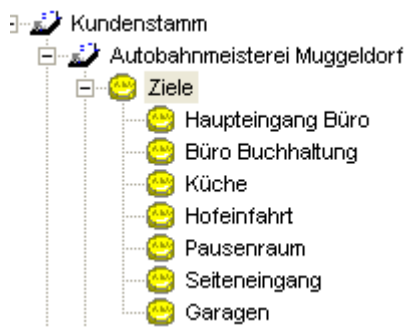 Kundenstamm
Autobahnmeisterei Muggeldorf
Ziele
Haupteingang Büro
Büro Buchhaltung
Küche
Hofeinfahrt
Pausenraum
Seiteneingang
Garagen